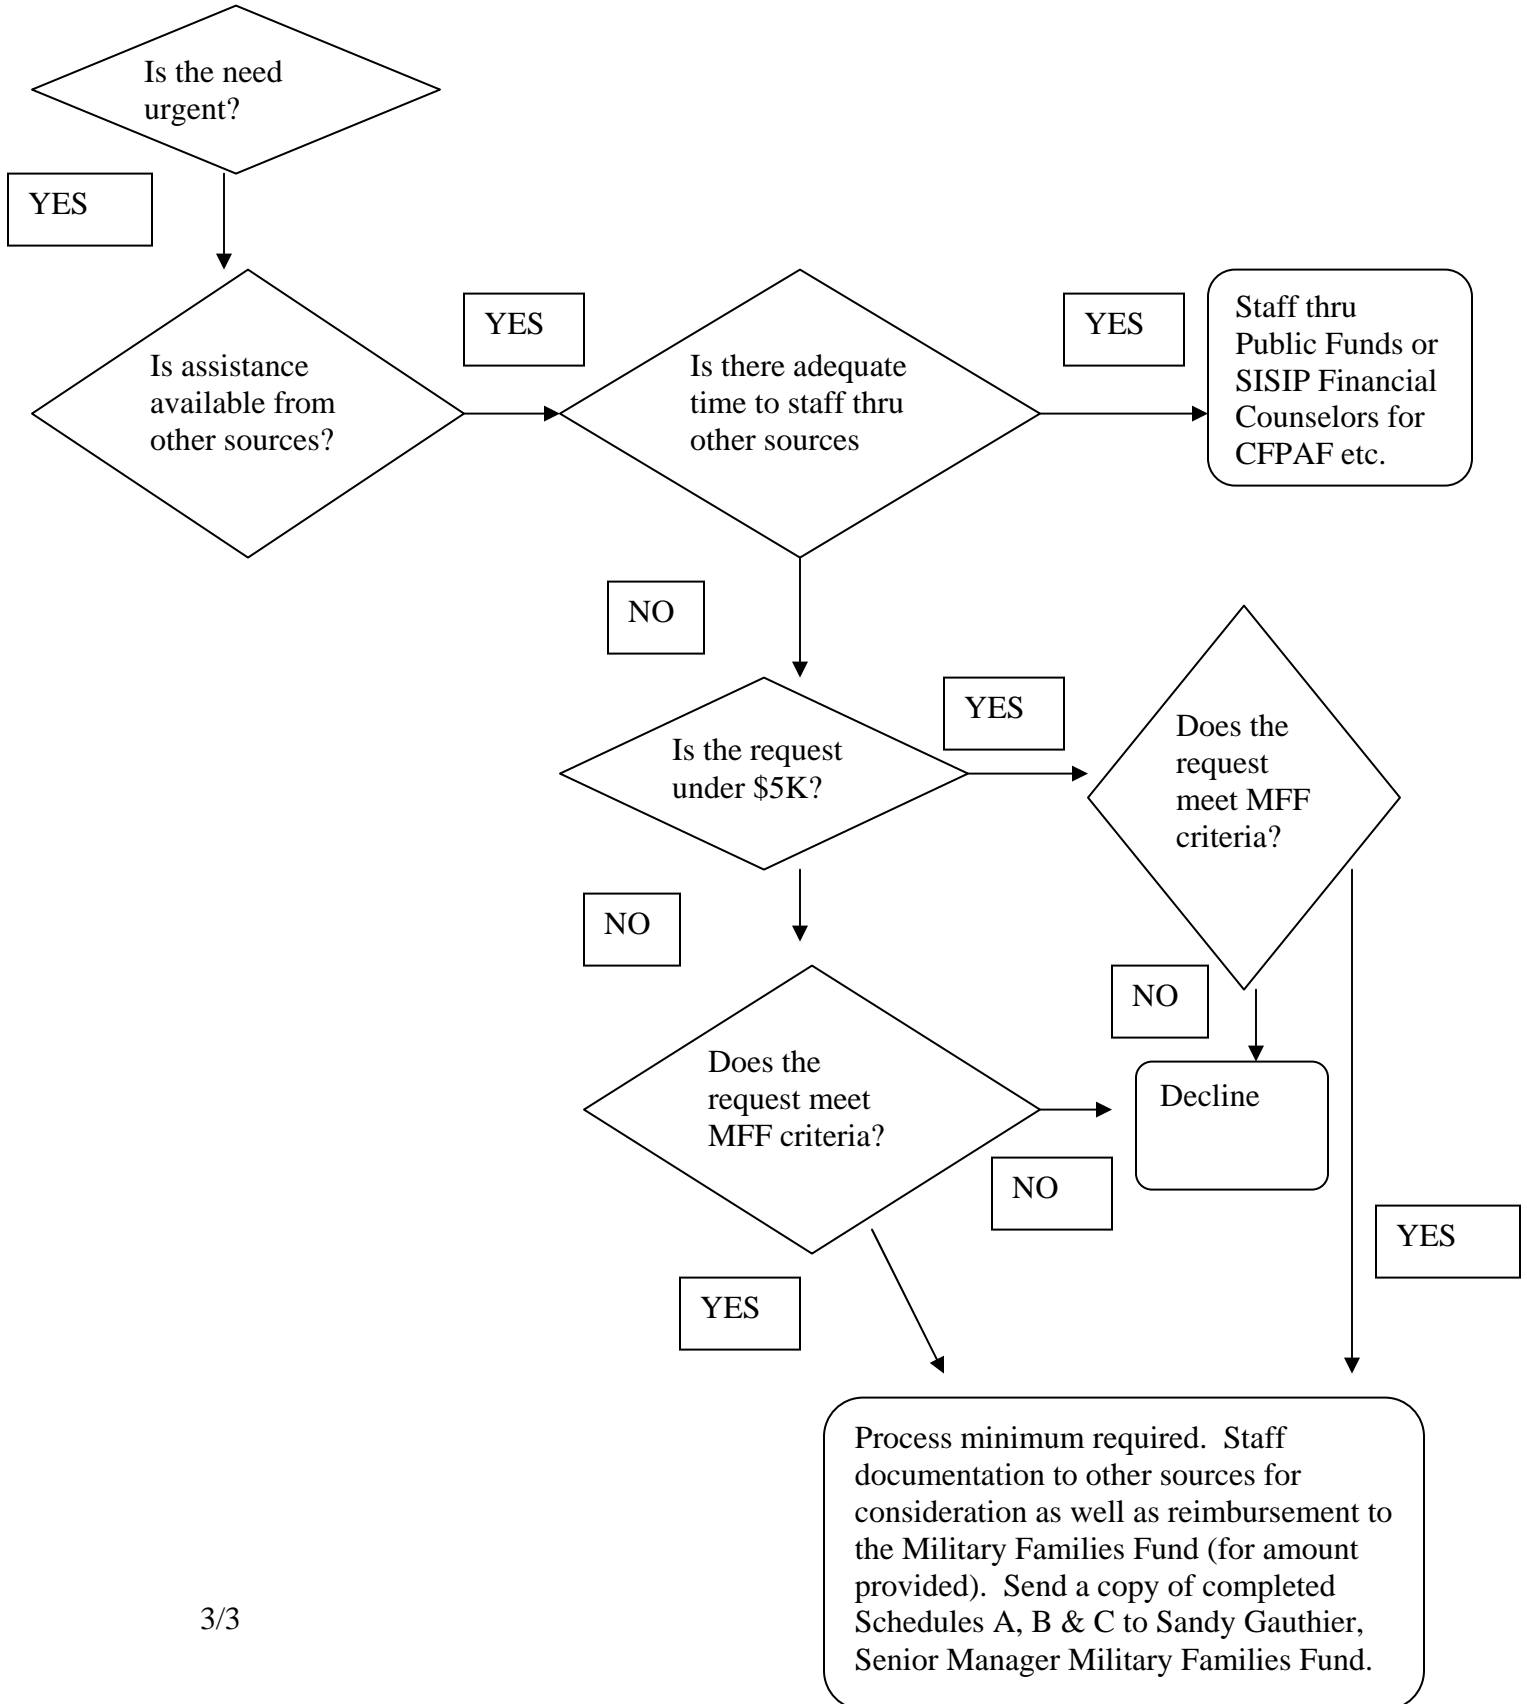 Is the need
urgent?
YES
Is assistance
available from
other sources?
YES
Is there adequate
time to staff thru
other sources
YES
Staff thru
Public Funds or
SISIP Financial
Counselors for
CFPAF etc.
NO
Is the request
under $5K?
YES
Does the
request
meet MFF
criteria?
NO
NO
Does the
request meet
MFF criteria?
Decline
NO
YES
YES
Process minimum required.  Staff
documentation to other sources for
consideration as well as reimbursement to
the Military Families Fund (for amount
provided).  Send a copy of completed
Schedules A, B & C to Sandy Gauthier,
Senior Manager Military Families Fund.
3/3